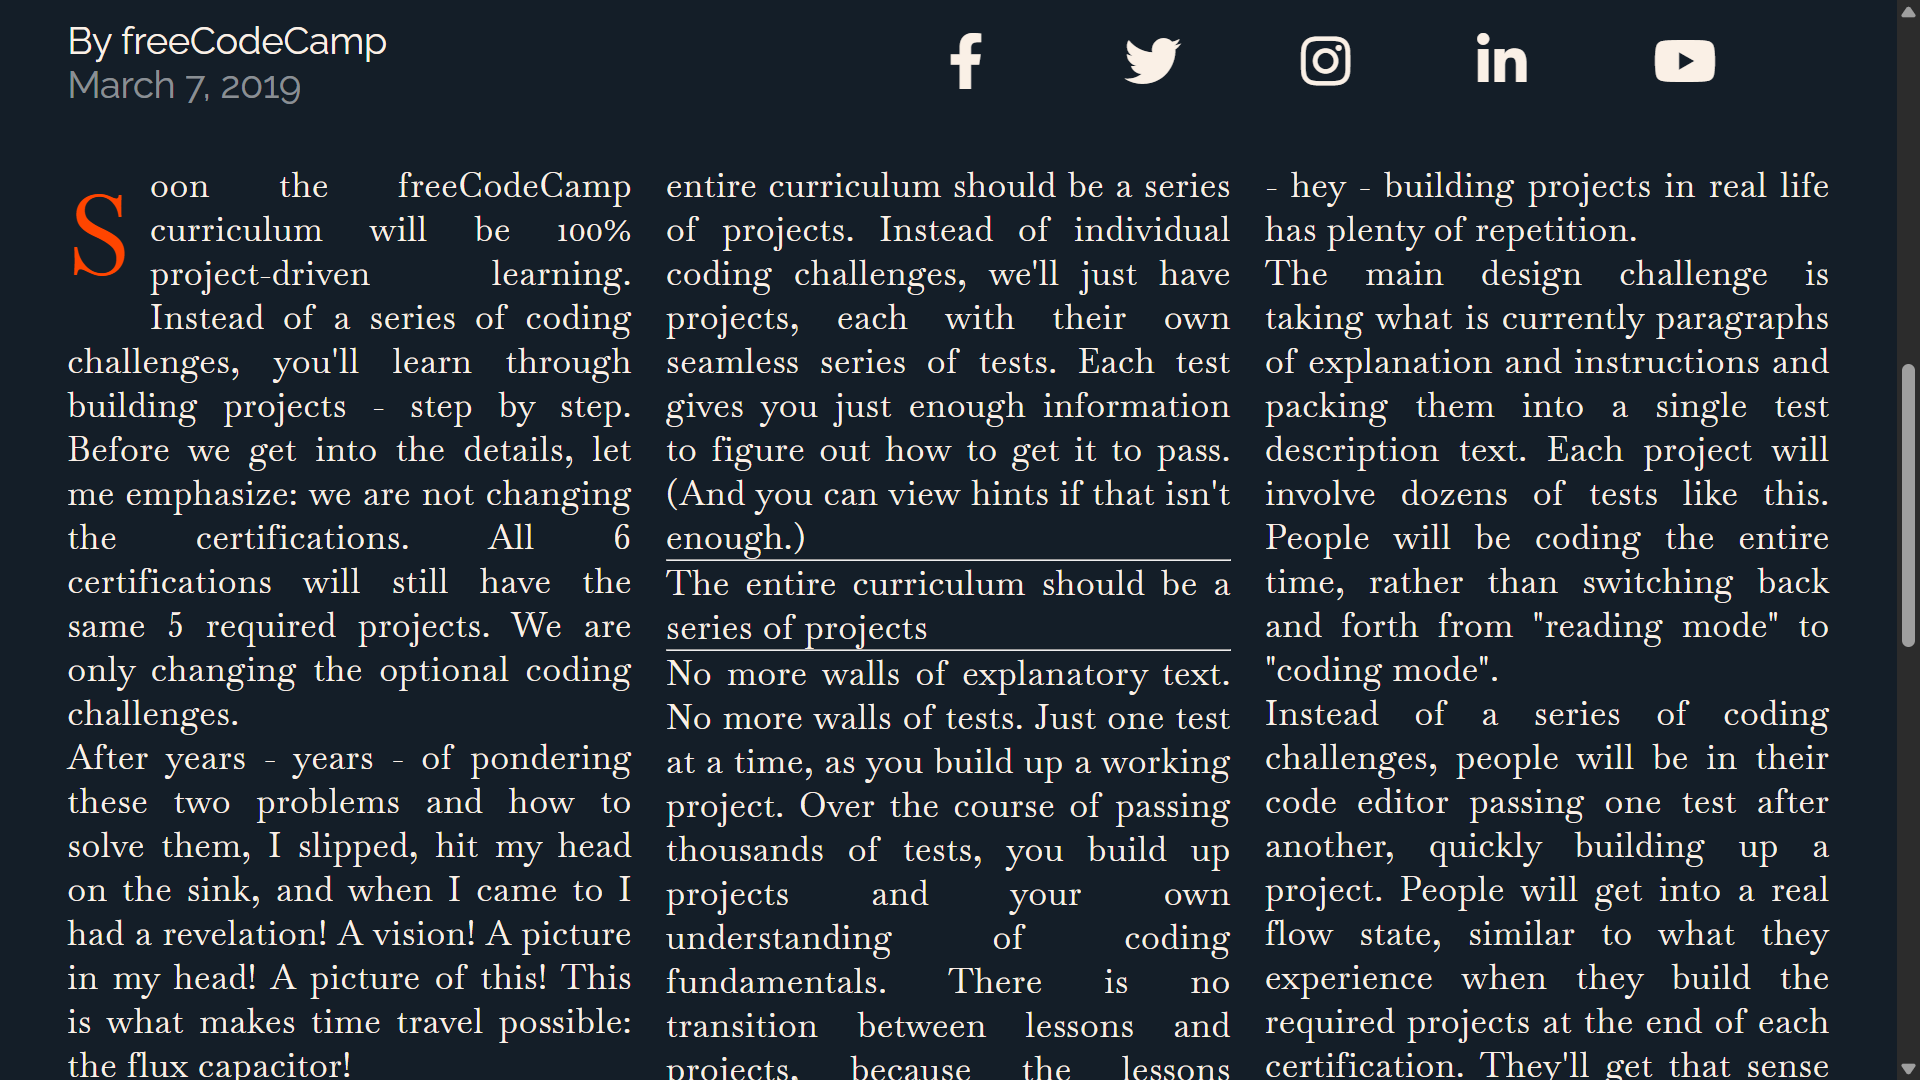 By freeCodeCamp
March 7, 2019
Soon the freeCodeCamp
curriculum will be 100%
project-driven learning.
Instead of a series of coding
challenges, you'll learn through
building projects - step by step.
Before we get into the details, let
me emphasize: we are not changing
the certifications. All 6
certifications will still have the
same 5 required projects. We are
only changing the optional coding
challenges.
After years - years - of pondering
these two problems and how to
solve them, I slipped, hit my head
on the sink, and when I came to I
had a revelation! A vision! A picture
in my head! A picture of this! This
is what makes time travel possible:
the flux capacitor!
entire curriculum should be a series
of projects. Instead of individual
coding challenges, we'll just have
projects, each with their own
seamless series of tests. Each test
gives you just enough information
to figure out how to get it to pass.
(And you can view hints if that isn't
enough.)
The entire curriculum should be a
series of projects
No more walls of explanatory text.
No more walls of tests. Just one test
at a time, as you build up a working
project. Over the course of passing
thousands of tests, you build up
projects and your own
understanding of coding
fundamentals. There is no
transition between lessons and
projects, because the lessons
- hey - building projects in real life
has plenty of repetition.
The main design challenge is
taking what is currently paragraphs
of explanation and instructions and
packing them into a single test
description text. Each project will
involve dozens of tests like this.
People will be coding the entire
time, rather than switching back
and forth from "reading mode" to
"coding mode".
Instead of a series of coding
challenges, people will be in their
code editor passing one test after
another, quickly building up a
project. People will get into a real
flow state, similar to what they
experience when they build the
required projects at the end of each
certification. They'll get that sense